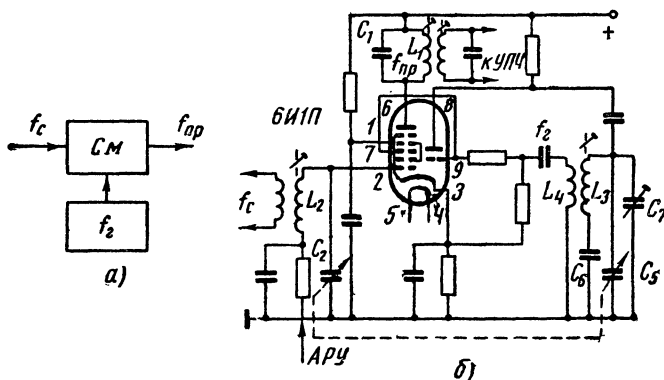 C₁
L₁
f_пр
кУПЧ
+
6И1П
6
8
1
7
2
9
3
5
4
f_c
См
f_пр
f_г
а)
f_c
L₂
C₂
АРУ
f_г
L₄
L₃
C₆
C₅
C₇
б)